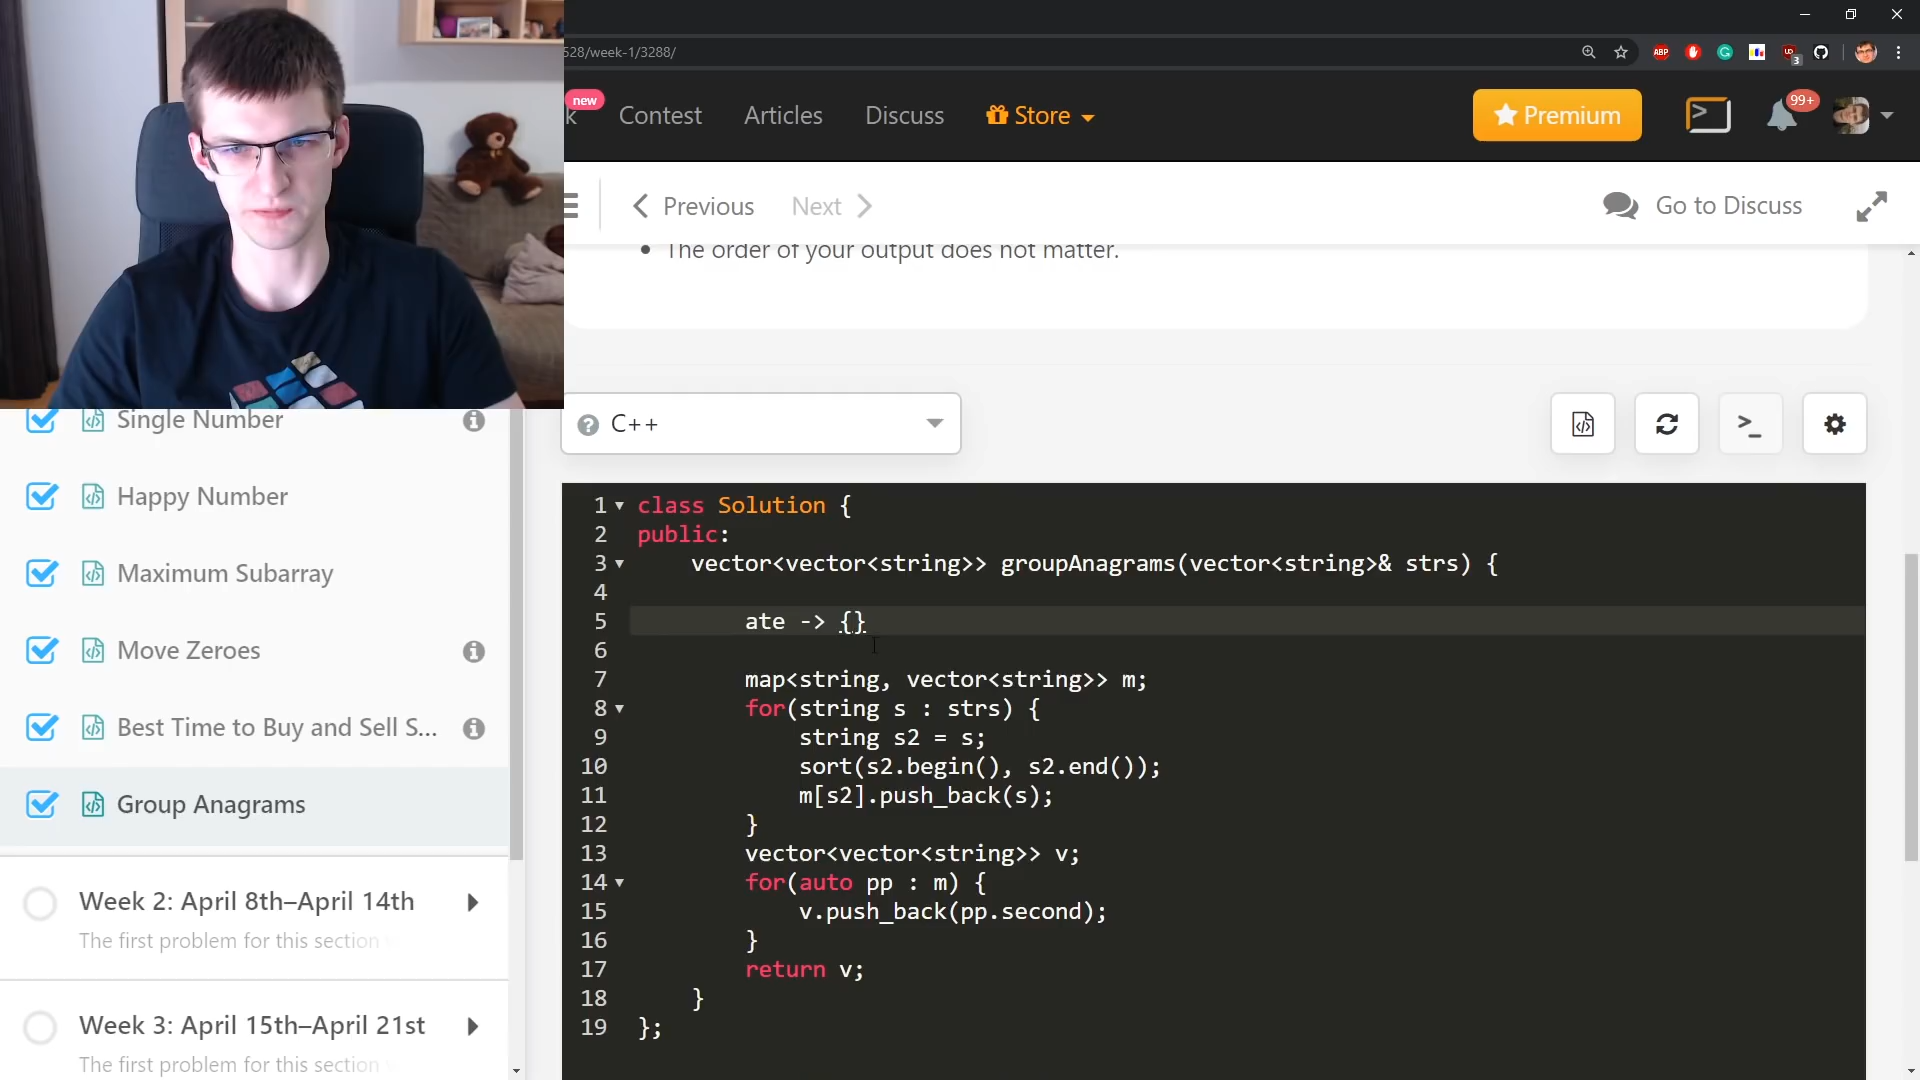 528/week-1/3288/
ABP
UD
3
k
new
Contest
Articles
Discuss
Store
Premium
>_
99+
Previous
Next
Go to Discuss
The order of your output does not matter.
Single Number
Happy Number
Maximum Subarray
Move Zeroes
Best Time to Buy and Sell S...
Group Anagrams
Week 2: April 8th–April 14th
The first problem for this section
Week 3: April 15th–April 21st
The first problem for this section
? C++
>_
1 class Solution {
2 public:
3 vector<vector<string>> groupAnagrams(vector<string>& strs) {
4
5 ate -> {}
6
7 map<string, vector<string>> m;
8 for(string s : strs) {
9 string s2 = s;
10 sort(s2.begin(), s2.end());
11 m[s2].push_back(s);
12 }
13 vector<vector<string>> v;
14 for(auto pp : m) {
15 v.push_back(pp.second);
16 }
17 return v;
18 }
19 };